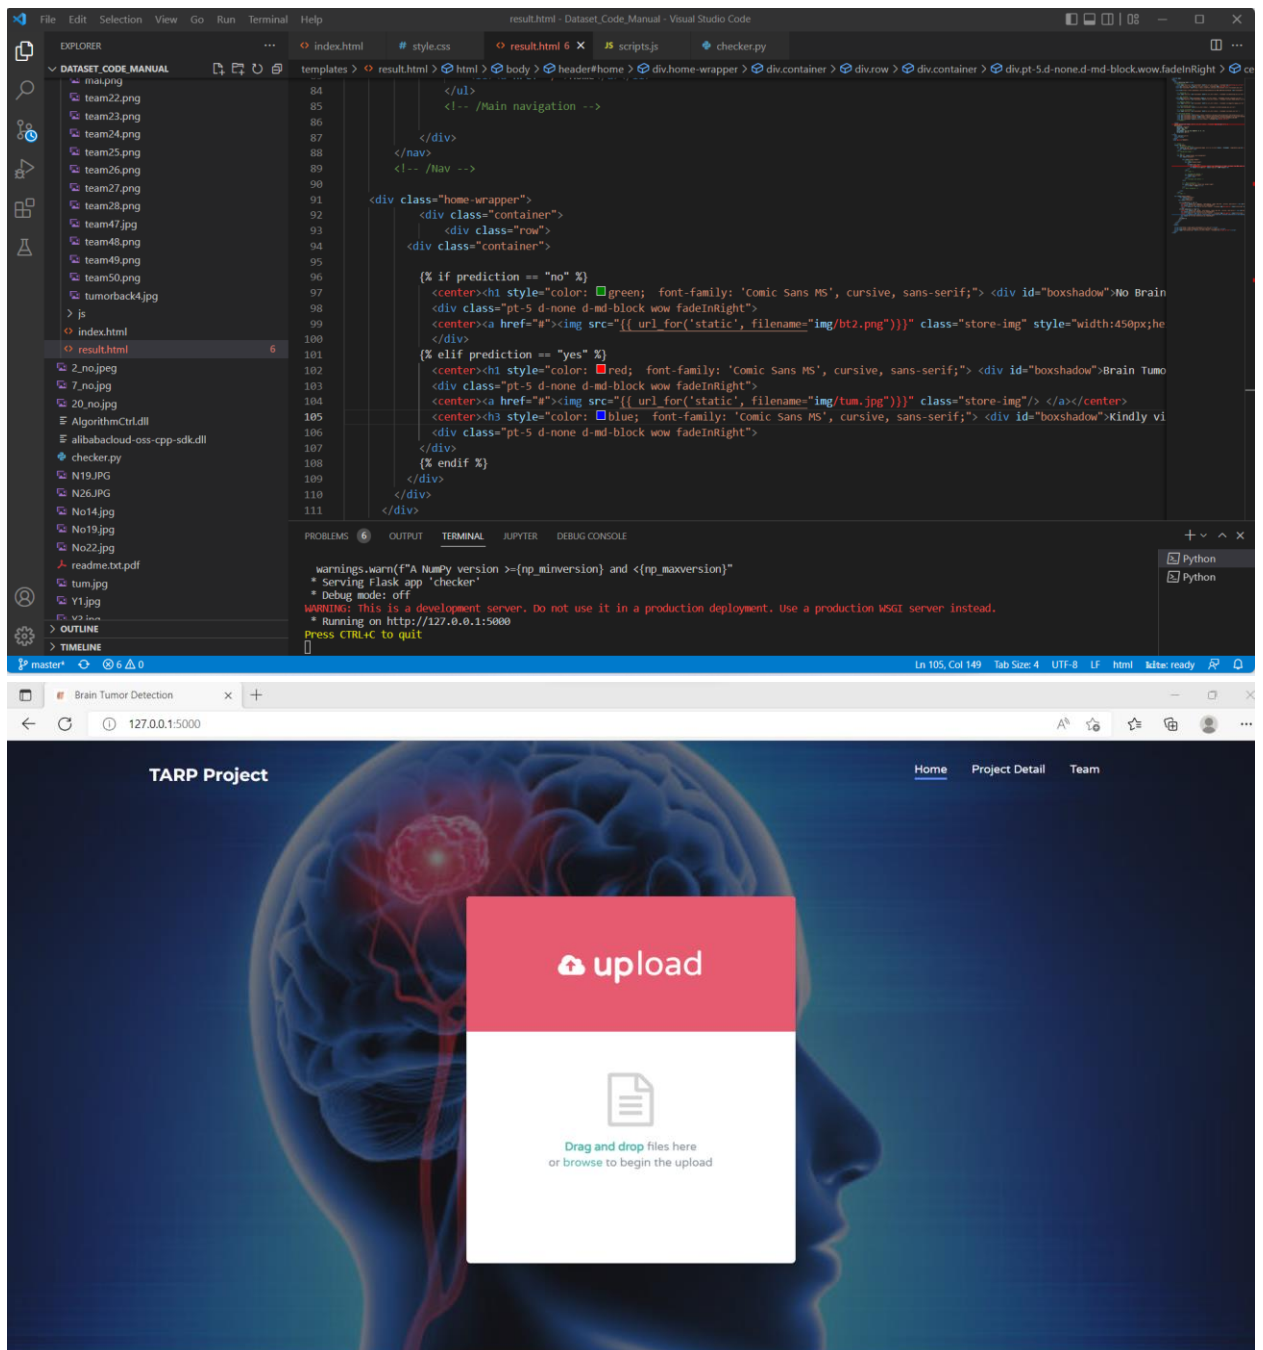 File Edit Selection View Go Run Terminal Help result.html - Dataset_Code_Manual - Visual Studio Code
EXPLORER
index.html
style.css
result.html 6
JS scripts.js
checker.py
DATASET_CODE_MANUAL
mal.png
team22.png
team23.png
team24.png
team25.png
team26.png
team27.png
team28.png
team47.jpg
team48.png
team49.png
team50.png
tumorback4.jpg
js
index.html
result.html 6
2_no.jpeg
7_no.jpg
20_no.jpg
AlgorithmCtrl.dll
alibabacloud-oss-cpp-sdk.dll
checker.py
N19.JPG
N26.JPG
No14.jpg
No19.jpg
No22.jpg
readme.txt.pdf
tum.jpg
Y1.jpg
OUTLINE
TIMELINE
templates > result.html > html > body > header#home > div.home-wrapper > div.container > div.row > div.container > div.pt-5.d-none.d-md-block.wow.fadeInRight > ce
84 </ul>
85 <!-- /Main navigation -->
86
87 </div>
88 </nav>
89 <!-- /Nav -->
90
91 <div class="home-wrapper">
92 <div class="container">
93 <div class="row">
94 <div class="container">
95
96 {% if prediction == "no" %}
97 <center><h1 style="color: green; font-family: 'Comic Sans MS', cursive, sans-serif;"> <div id="boxshadow">No Brain
98 <div class="pt-5 d-none d-md-block wow fadeInRight">
99 <center><a href="#"><img src="{{ url_for('static', filename="img/bt2.png")}}" class="store-img" style="width:450px;he
100 </div>
101 {% elif prediction == "yes" %}
102 <center><h1 style="color: red; font-family: 'Comic Sans MS', cursive, sans-serif;"> <div id="boxshadow">Brain Tumo
103 <div class="pt-5 d-none d-md-block wow fadeInRight">
104 <center><a href="#"><img src="{{ url_for('static', filename="img/tum.jpg")}}" class="store-img"/> </a></center>
105 <center><h3 style="color: blue; font-family: 'Comic Sans MS', cursive, sans-serif;"> <div id="boxshadow">Kindly vi
106 <div class="pt-5 d-none d-md-block wow fadeInRight">
107 </div>
108 {% endif %}
109 </div>
110 </div>
111 </div>
PROBLEMS 6 OUTPUT TERMINAL JUPYTER DEBUG CONSOLE
Python
Python
warnings.warn(f"A NumPy version >={np_minversion} and <{np_maxversion}"
* Serving Flask app 'checker'
* Debug mode: off
WARNING: This is a development server. Do not use it in a production deployment. Use a production WSGI server instead.
* Running on http://127.0.0.1:5000
Press CTRL+C to quit
master* 6 0 Ln 105, Col 149 Tab Size: 4 UTF-8 LF html kite: ready
Brain Tumor Detection
127.0.0.1:5000
TARP Project
Home Project Detail Team
upload
Drag and drop files here
or browse to begin the upload